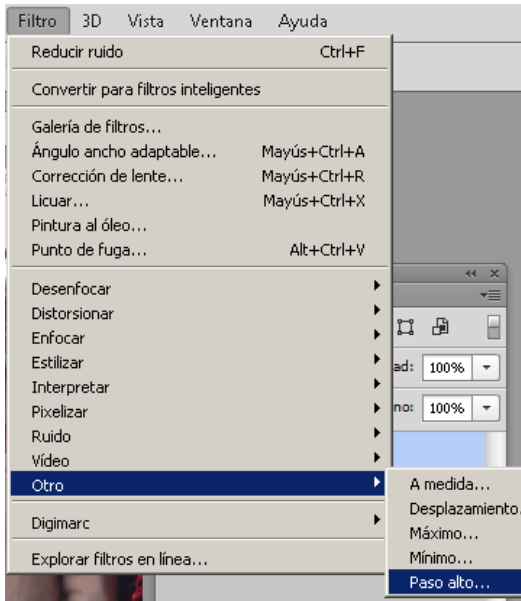 Filtro 3D Vista Ventana Ayuda
Reducir ruido Ctrl+F
Convertir para filtros inteligentes
Galería de filtros...
Ángulo ancho adaptable... Mayús+Ctrl+A
Corrección de lente... Mayús+Ctrl+R
Licuar... Mayús+Ctrl+X
Pintura al óleo...
Punto de fuga... Alt+Ctrl+V
Desenfocar
Distorsionar
Enfocar
Estilizar
ad: 100%
Interpretar
Pixelizar
no: 100%
Ruido
Vídeo
Otro
A medida...
Desplazamiento.
Máximo...
Mínimo...
Paso alto...
Digimarc
Explorar filtros en línea...